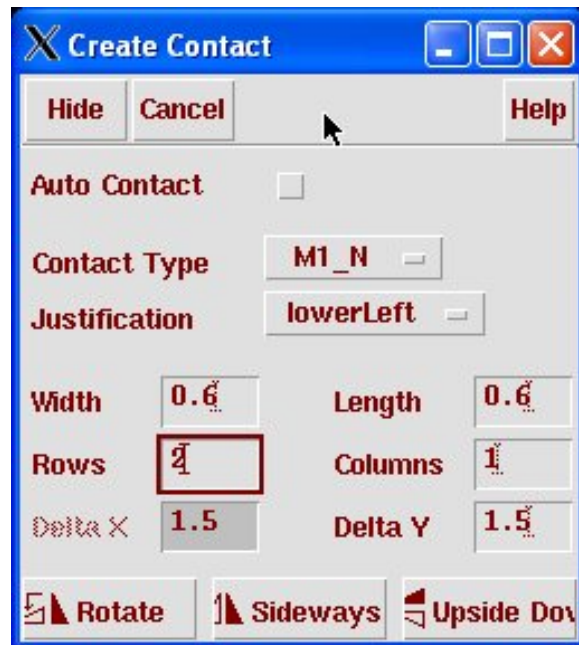 X Create Contact
Hide Cancel Help
Auto Contact
Contact Type M1_N
Justification lowerLeft
Width 0.6 Length 0.6
Rows 2 Columns 1
Delta X 1.5 Delta Y 1.5
Rotate Sideways Upside Dov